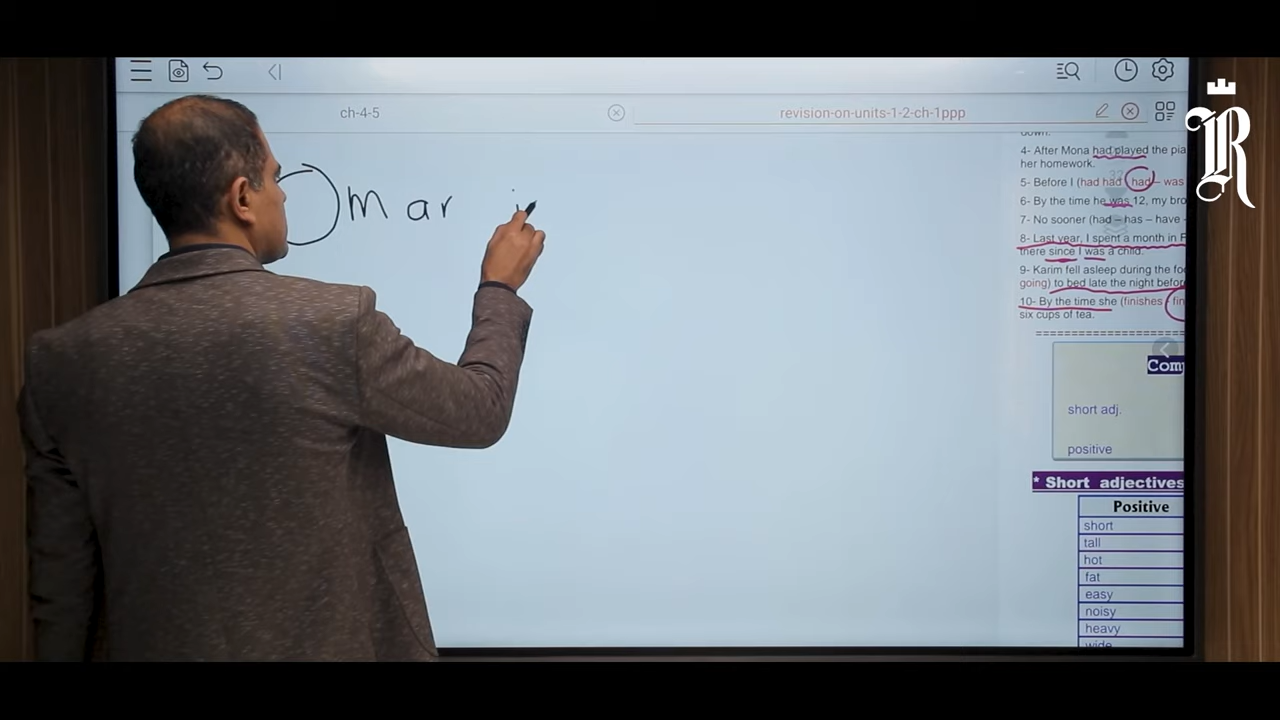 ch-4-5
revision-on-units-1-2-ch-1ppp
Omar i
down.
4- After Mona had played the pia
her homework.
5- Before I (had had – had – was
6- By the time he was 12, my bro
7- No sooner (had – has – have –
8- Last year, I spent a month in F
there since I was a child.
9- Karim fell asleep during the fo
going) to bed late the night before
10- By the time she (finishes - fin
six cups of tea.
Com
short adj.
positive
* Short adjectives
Positive
short
tall
hot
fat
easy
noisy
heavy
wide
R